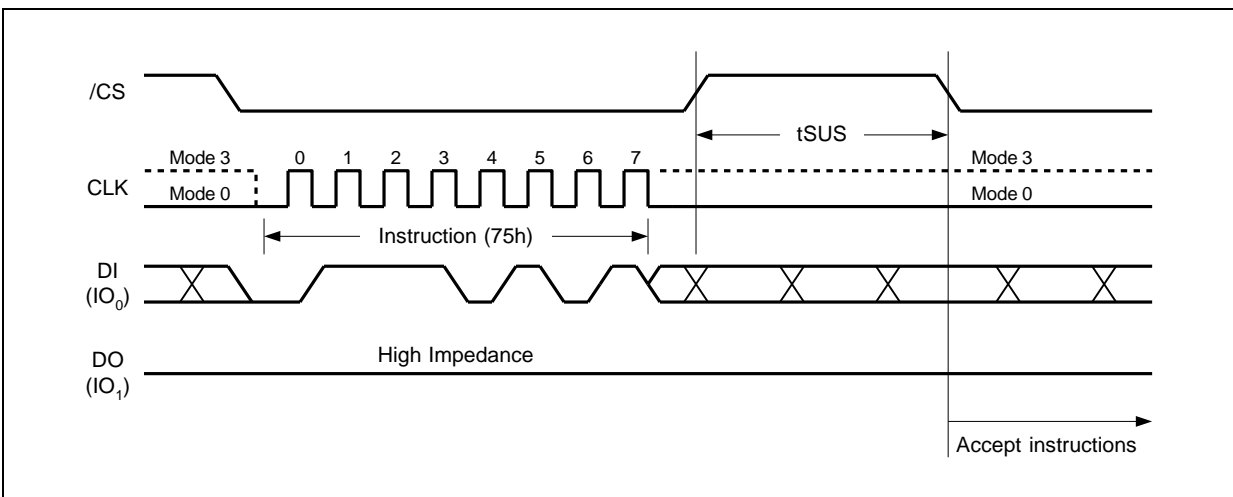 /CS
tSUS
Mode 3 0 1 2 3 4 5 6 7 Mode 3
CLK
Mode 0 Mode 0
Instruction (75h)
DI
(IO₀)
High Impedance
DO
(IO₁)
Accept instructions